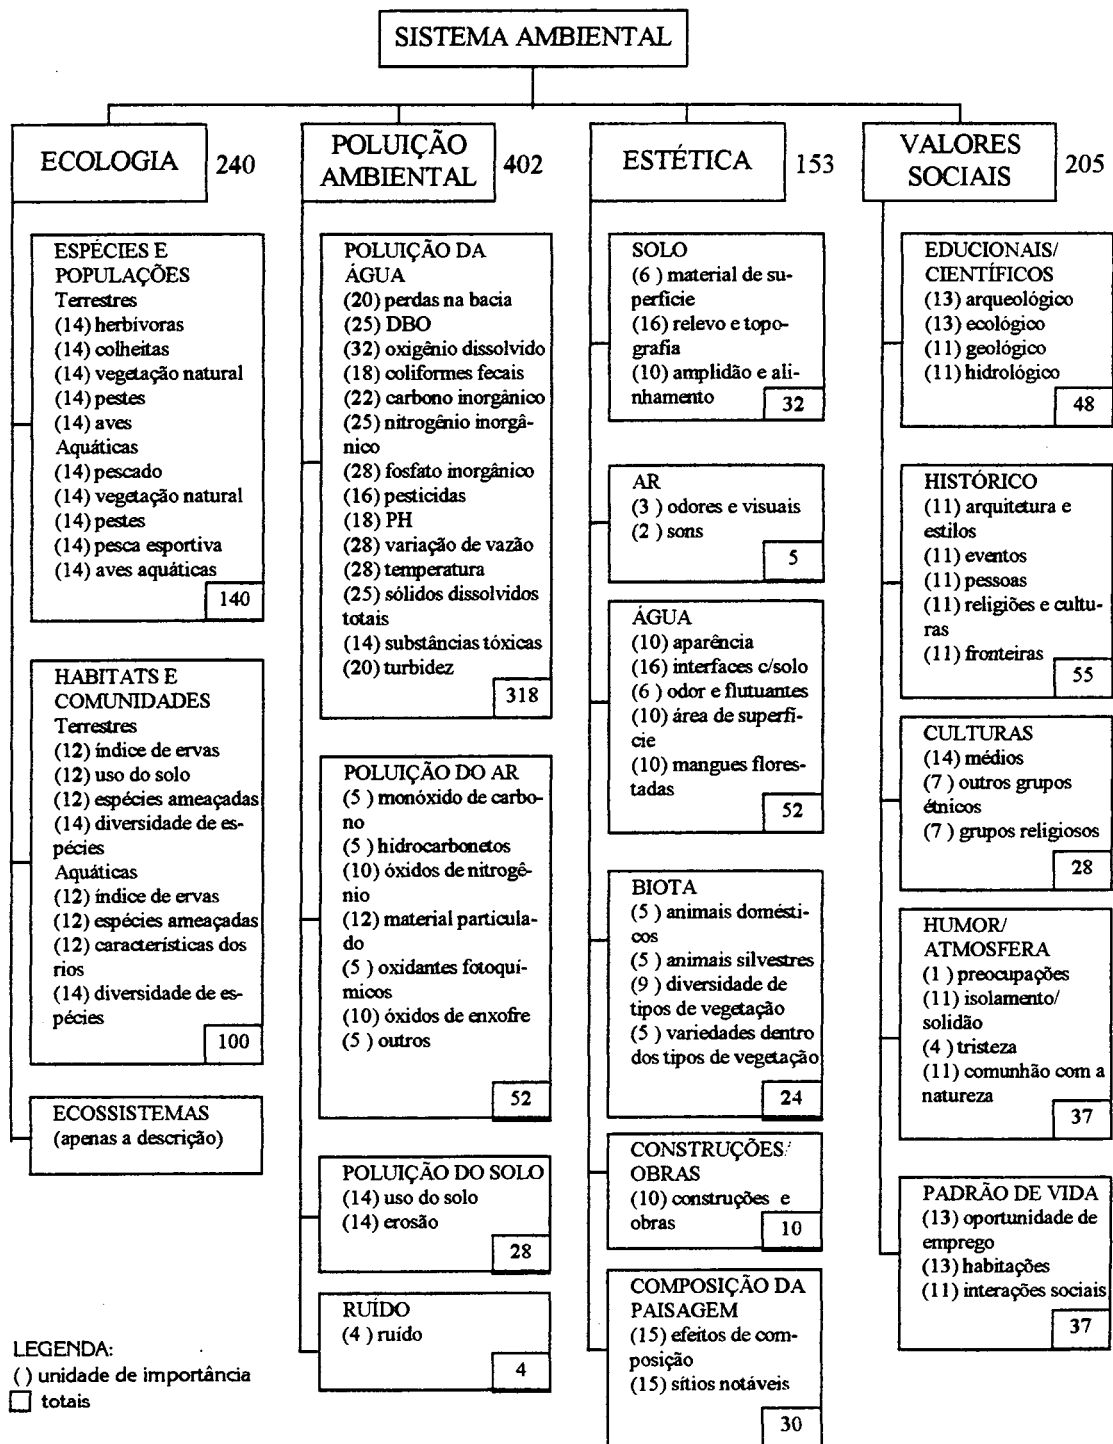 SISTEMA AMBIENTAL
ECOLOGIA 240
ESPÉCIES E
POPULAÇÕES
Terrestres
(14) herbívoras
(14) colheitas
(14) vegetação natural
(14) pestes
(14) aves
Aquáticas
(14) pescado
(14) vegetação natural
(14) pestes
(14) pesca esportiva
(14) aves aquáticas
140
HABITATS E
COMUNIDADES
Terrestres
(12) índice de ervas
(12) uso do solo
(12) espécies ameaçadas
(14) diversidade de es-
pécies
Aquáticas
(12) índice de ervas
(12) espécies ameaçadas
(12) características dos
rios
(14) diversidade de es-
pécies
100
ECOSSISTEMAS
(apenas a descrição)
POLUIÇÃO
AMBIENTAL 402
POLUIÇÃO DA
ÁGUA
(20) perdas na bacia
(25) DBO
(32) oxigênio dissolvido
(18) coliformes fecais
(22) carbono inorgânico
(25) nitrogênio inorgâ-
nico
(28) fosfato inorgânico
(16) pesticidas
(18) PH
(28) variação de vazão
(28) temperatura
(25) sólidos dissolvidos
totais
(14) substâncias tóxicas
(20) turbidez
318
POLUIÇÃO DO AR
(5 ) monóxido de carbo-
no
(5 ) hidrocarbonetos
(10) óxidos de nitrogê-
nio
(12) material particula-
do
(5 ) oxidantes fotoquí-
micos
(10) óxidos de enxofre
(5 ) outros
52
POLUIÇÃO DO SOLO
(14) uso do solo
(14) erosão
28
RUÍDO
(4 ) ruído
4
ESTÉTICA 153
SOLO
(6 ) material de su-
perfície
(16) relevo e topo-
grafia
(10) amplidão e ali-
nhamento
32
AR
(3 ) odores e visuais
(2 ) sons
5
ÁGUA
(10) aparência
(16) interfaces c/solo
(6 ) odor e flutuantes
(10) área de superfí-
cie
(10) mangues flores-
tadas
52
BIOTA
(5 ) animais domésti-
cos
(5 ) animais silvestres
(9 ) diversidade de
tipos de vegetação
(5 ) variedades dentro
dos tipos de vegetação
24
CONSTRUÇÕES/
OBRAS
(10) construções e
obras
10
COMPOSIÇÃO DA
PAISAGEM
(15) efeitos de com-
posição
(15) sítios notáveis
30
VALORES
SOCIAIS 205
EDUCIONAIS/
CIENTÍFICOS
(13) arqueológico
(13) ecológico
(11) geológico
(11) hidrológico
48
HISTÓRICO
(11) arquitetura e
estilos
(11) eventos
(11) pessoas
(11) religiões e cultu-
ras
(11) fronteiras
55
CULTURAS
(14) médios
(7 ) outros grupos
étnicos
(7 ) grupos religiosos
28
HUMOR/
ATMOSFERA
(1 ) preocupações
(11) isolamento/
solidão
(4 ) tristeza
(11) comunhão com a
natureza
37
PADRÃO DE VIDA
(13) oportunidade de
emprego
(13) habitações
(11) interações sociais
37
LEGENDA:
( ) unidade de importância
totais